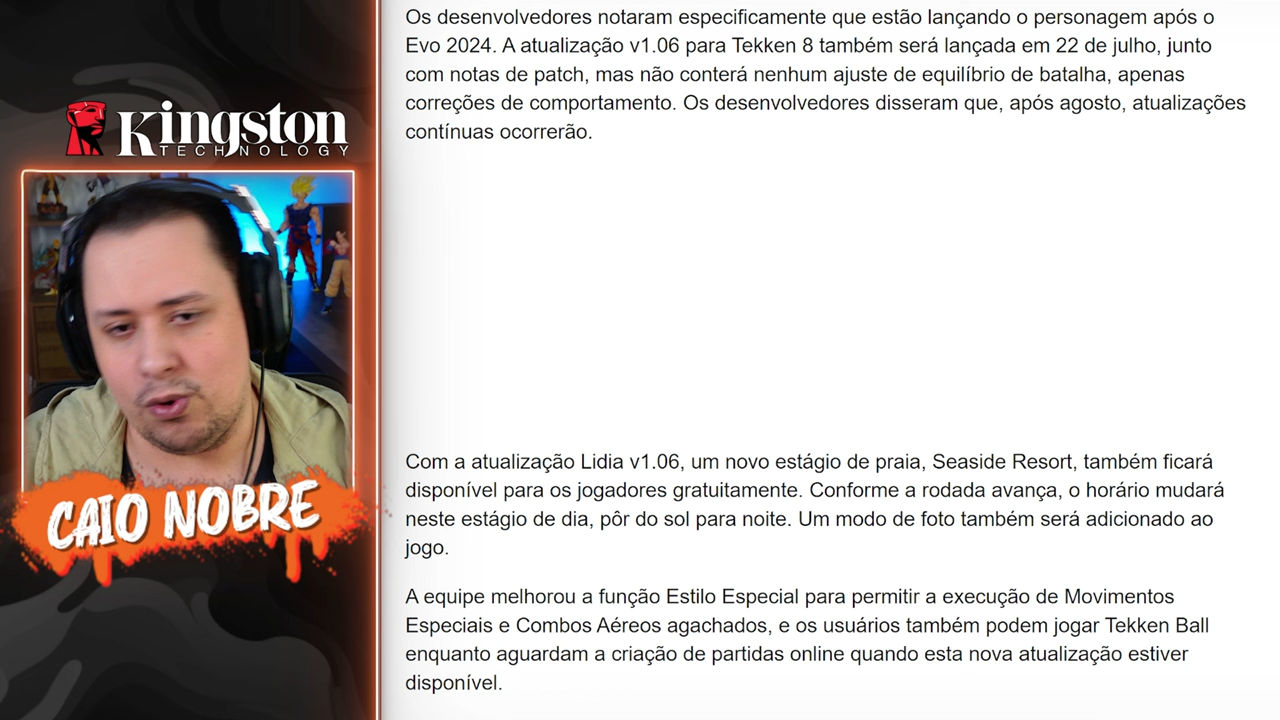 Kingston
TECHNOLOGY
CAIO NOBRE
Os desenvolvedores notaram especificamente que estão lançando o personagem após o
Evo 2024. A atualização v1.06 para Tekken 8 também será lançada em 22 de julho, junto
com notas de patch, mas não conterá nenhum ajuste de equilíbrio de batalha, apenas
correções de comportamento. Os desenvolvedores disseram que, após agosto, atualizações
contínuas ocorrerão.
Com a atualização Lidia v1.06, um novo estágio de praia, Seaside Resort, também ficará
disponível para os jogadores gratuitamente. Conforme a rodada avança, o horário mudará
neste estágio de dia, pôr do sol para noite. Um modo de foto também será adicionado ao
jogo.
A equipe melhorou a função Estilo Especial para permitir a execução de Movimentos
Especiais e Combos Aéreos agachados, e os usuários também podem jogar Tekken Ball
enquanto aguardam a criação de partidas online quando esta nova atualização estiver
disponível.